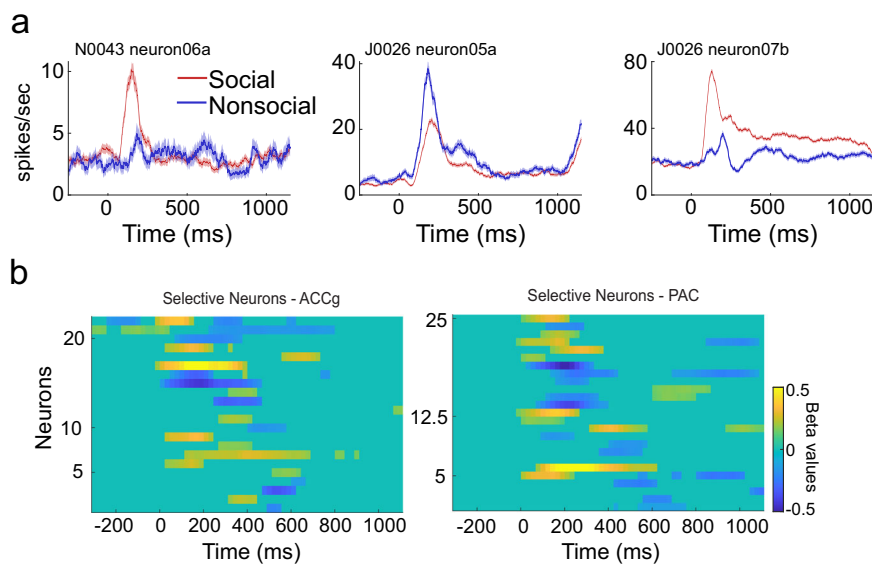 a
N0043 neuron06a
J0026 neuron05a
J0026 neuron07b
Social
Nonsocial
spikes/sec
10
5
0
0
500
1000
Time (ms)
40
20
0
0
500
1000
Time (ms)
80
40
0
0
500
1000
Time (ms)
b
Selective Neurons - ACCg
Selective Neurons - PAC
Neurons
20
10
5
-200
0
200
400
600
800
1000
Time (ms)
25
12.5
5
-200
0
200
400
600
800
1000
Time (ms)
0.5
0
-0.5
Beta values